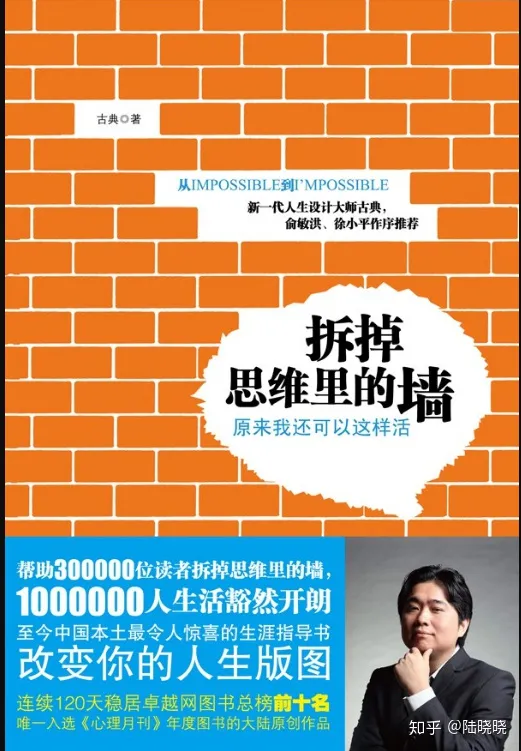 古典◎著
从IMPOSSIBLE到I'MPOSSIBLE
新一代人生设计大师古典，
俞敏洪、徐小平作序推荐
拆掉
思维里的墙
原来我还可以这样活
帮助300000位读者拆掉思维里的墙，
1000000人生活豁然开朗
至今中国本土最令人惊喜的生涯指导书
改变你的人生版图
连续120天稳居卓越网图书总榜前十名
唯一入选《心理月刊》年度图书的大陆原创作品
知乎 @陆晓晓